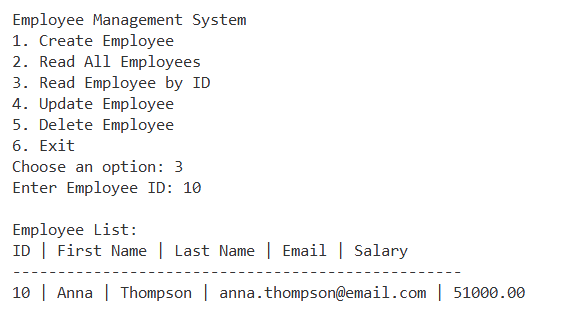 Employee Management System
1. Create Employee
2. Read All Employees
3. Read Employee by ID
4. Update Employee
5. Delete Employee
6. Exit
Choose an option: 3
Enter Employee ID: 10
Employee List:
ID | First Name | Last Name | Email | Salary
--------------------------------------------------
10 | Anna | Thompson | anna.thompson@email.com | 51000.00